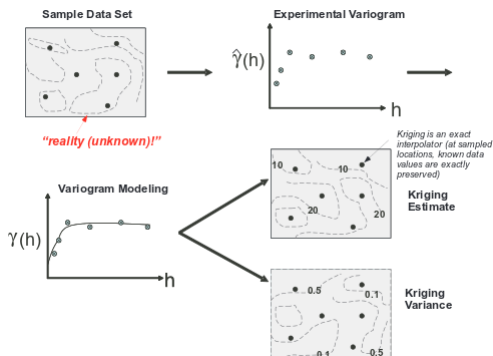 Sample Data Set
Experimental Variogram
γ̂(h)
h
"reality (unknown)!"
Kriging is an exact
interpolator (at sampled
locations, known data
values are exactly
preserved)
10
10
20
20
Kriging
Estimate
Variogram Modeling
γ(h)
h
0.5
0.1
0.1
0.5
Kriging
Variance